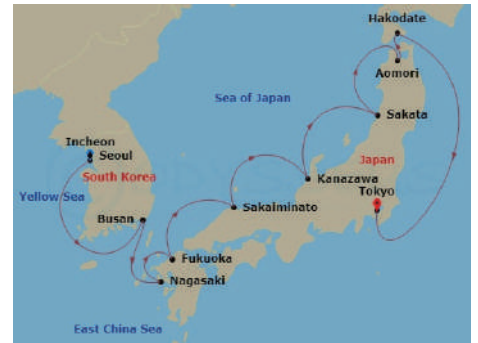 Hakodate
Aomori
Sea of Japan
Sakata
Incheon
Seoul
Japan
South Korea
Kanazawa
Yellow Sea
Tokyo
Sakaiminato
Busan
Fukuoka
Nagasaki
East China Sea